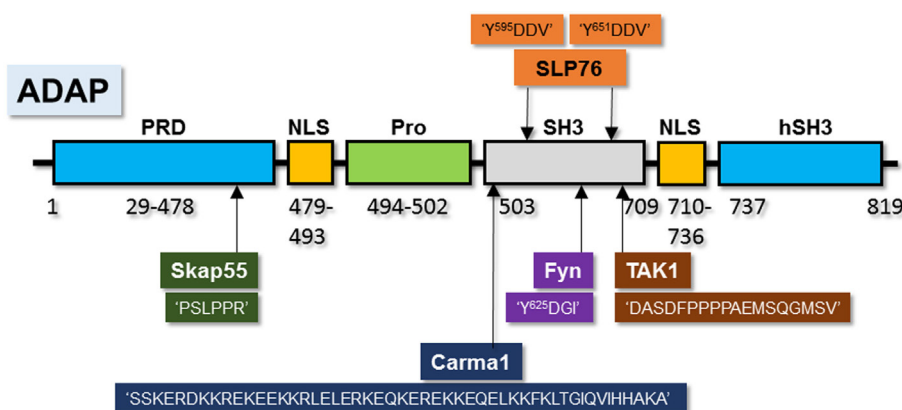 'Y⁵⁹⁵DDV' 'Y⁶⁵¹DDV'
SLP76
ADAP
PRD NLS Pro SH3 NLS hSH3
1 29-478 479-493 494-502 503 709 710-736 737 819
Skap55 Fyn TAK1
'PSLPPR' 'Y⁶²⁵DGI' 'DASDFPPPPAEMSQGMSV'
Carma1
'SSKERDKKREKEEKKRLELERKEQKEREKKEQELKKFKLTGIQVIHHAKA'